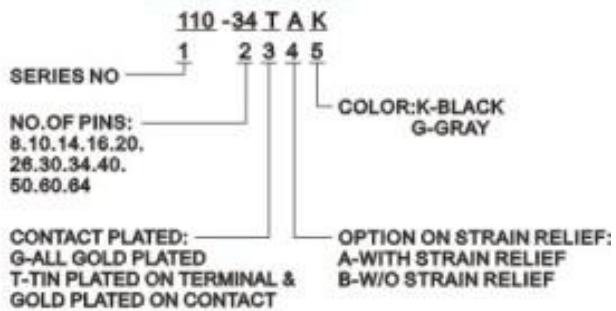 110 -34 T A K
1 2 3 4 5
SERIES NO
COLOR:K-BLACK
G-GRAY
NO.OF PINS:
8.10.14.16.20.
26.30.34.40.
50.60.64
CONTACT PLATED:
G-ALL GOLD PLATED
T-TIN PLATED ON TERMINAL &
GOLD PLATED ON CONTACT
OPTION ON STRAIN RELIEF:
A-WITH STRAIN RELIEF
B-W/O STRAIN RELIEF